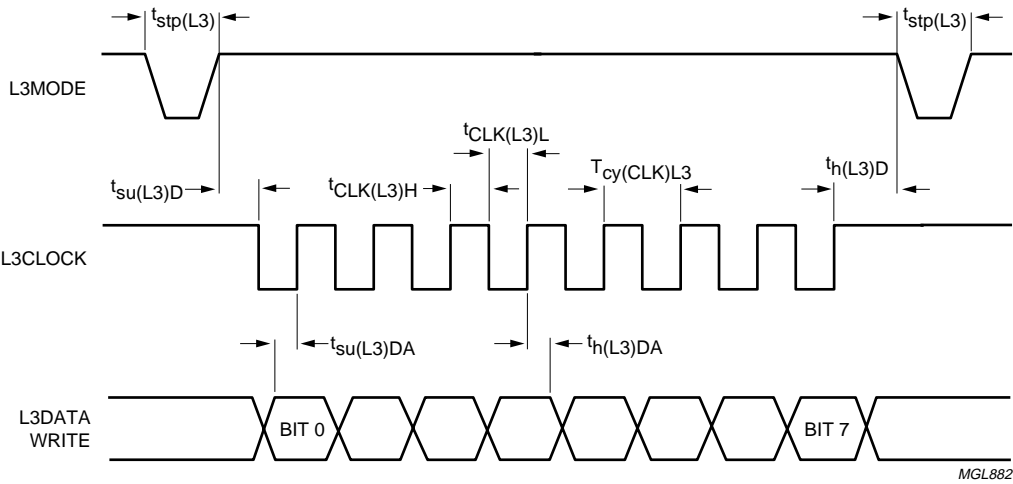 tstp(L3)
tstp(L3)
L3MODE
tCLK(L3)L
tsu(L3)D
tCLK(L3)H
Tcy(CLK)L3
th(L3)D
L3CLOCK
tsu(L3)DA
th(L3)DA
L3DATA
WRITE
BIT 0
BIT 7
MGL882